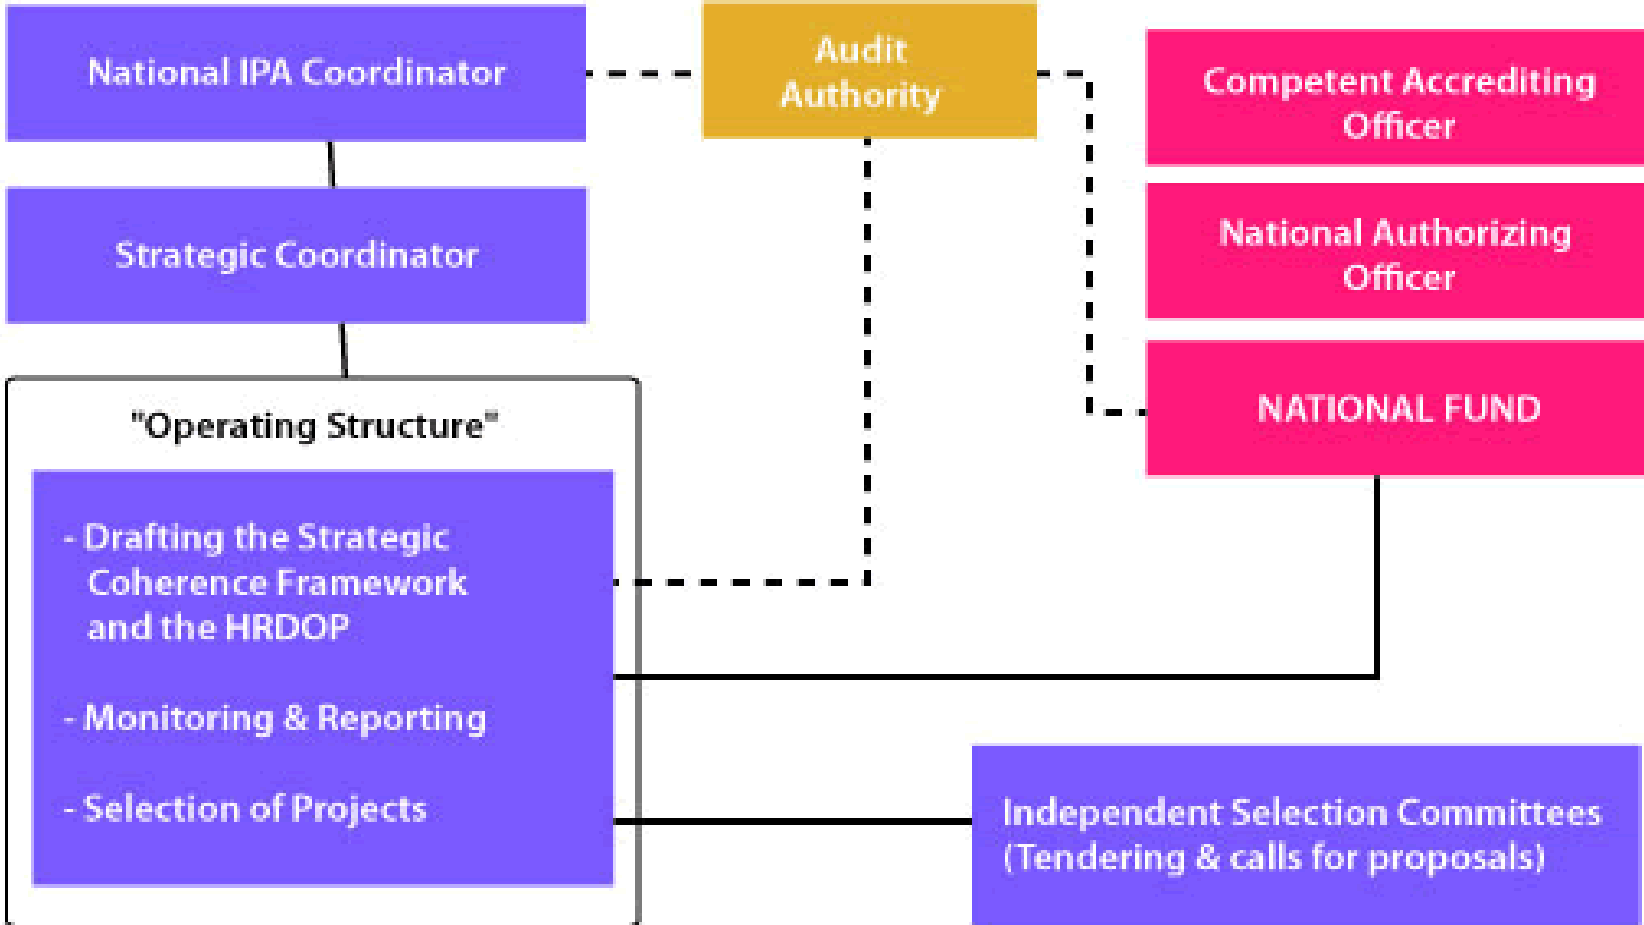 National IPA Coordinator
Audit
Authority
Competent Accrediting
Officer
Strategic Coordinator
National Authorizing
Officer
NATIONAL FUND
"Operating Structure"
- Drafting the Strategic
Coherence Framework
and the HRDOP
- Monitoring & Reporting
- Selection of Projects
Independent Selection Committees
(Tendering & calls for proposals)